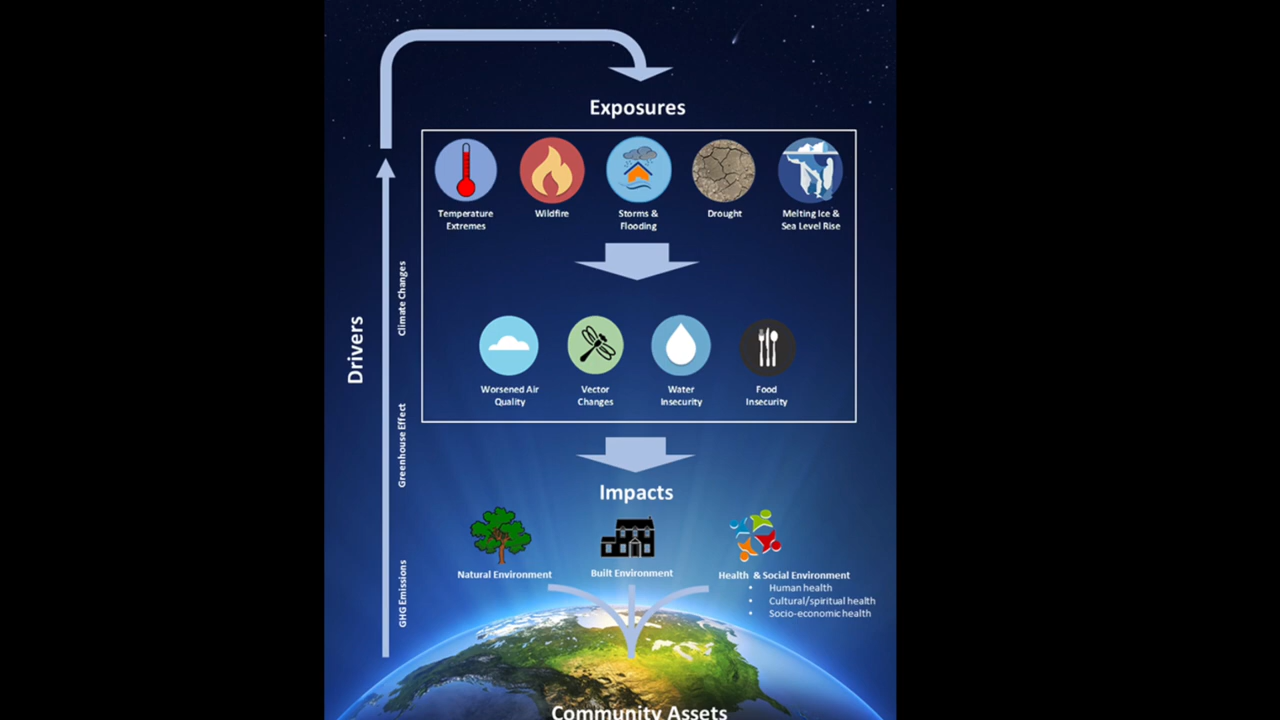 Exposures
Temperature
Extremes
Wildfire
Storms &
Flooding
Drought
Melting Ice &
Sea Level Rise
Drivers
Climate Changes
Greenhouse Effect
GHG Emissions
Worsened Air
Quality
Vector
Changes
Water
Insecurity
Food
Insecurity
Impacts
Natural Environment
Built Environment
Health & Social Environment
• Human health
• Cultural/spiritual health
• Socio-economic health
Community Assets